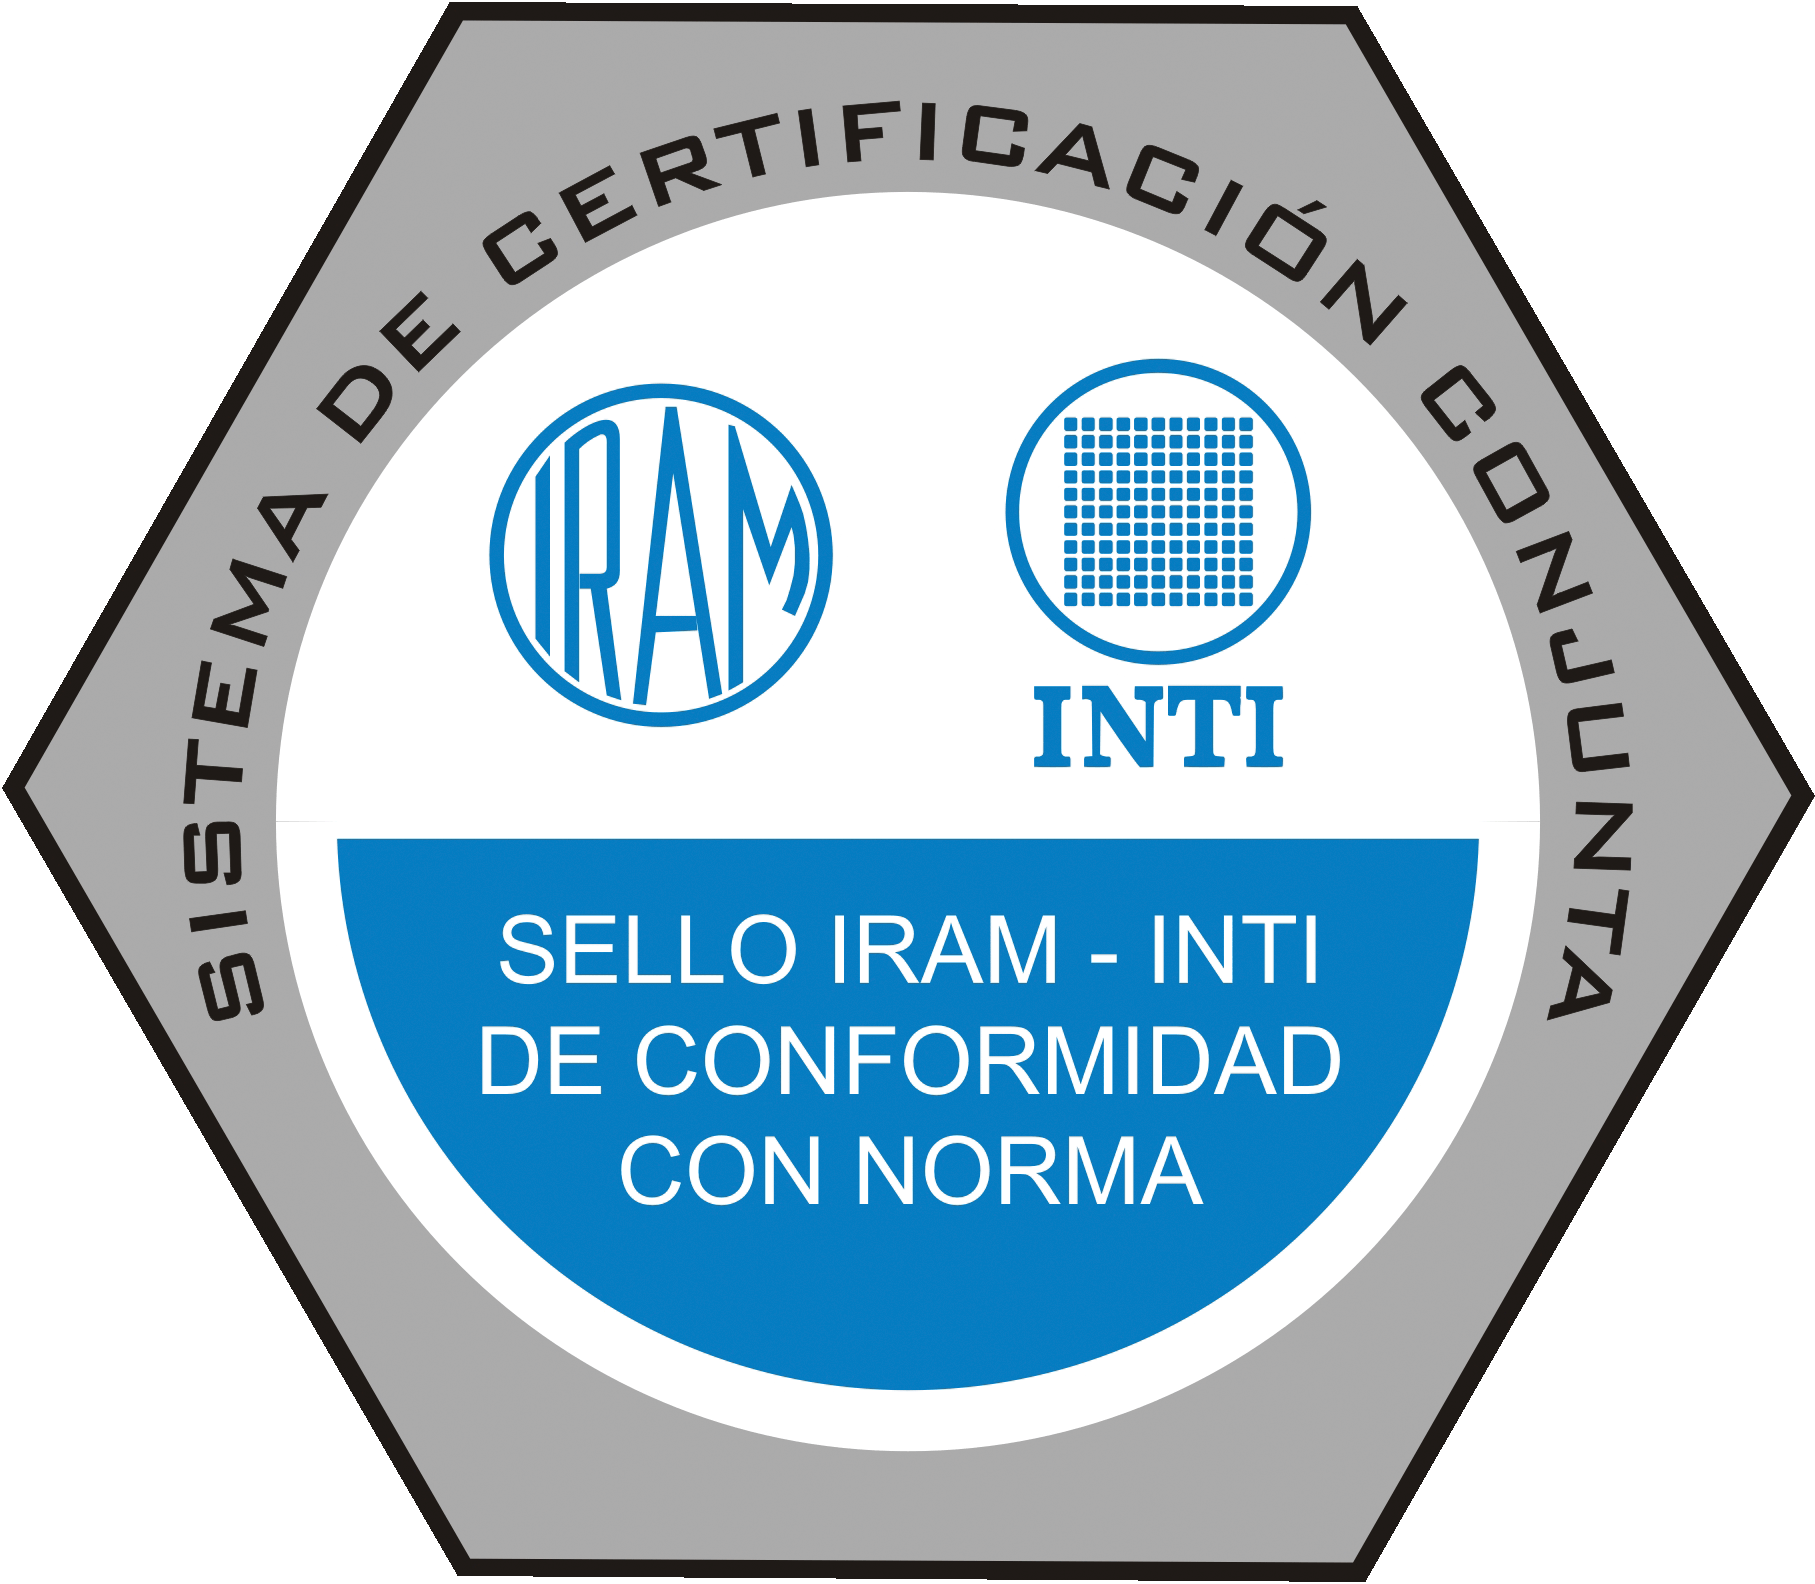 SISTEMA DE CERTIFICACIÓN CONJUNTA
IRAM
INTI
SELLO IRAM - INTI
DE CONFORMIDAD
CON NORMA